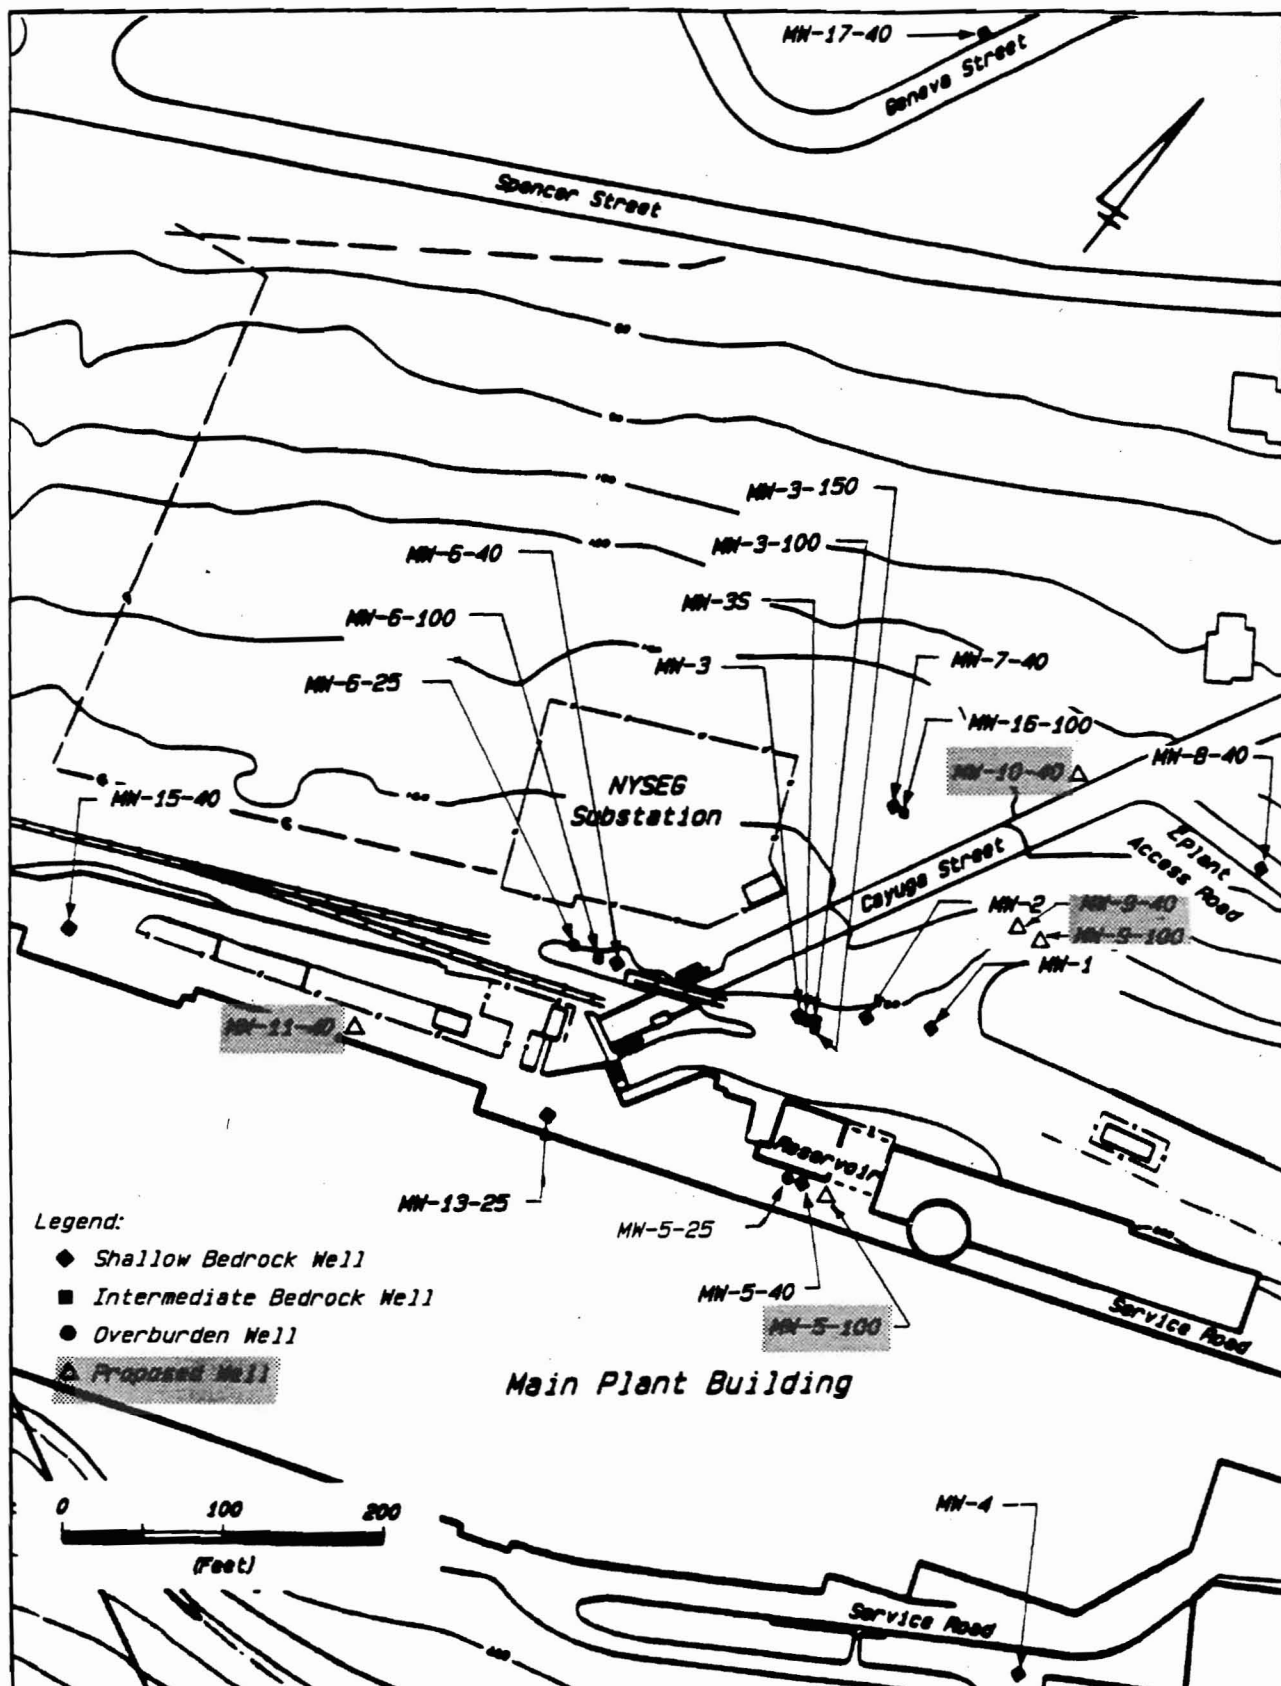 MW-17-40
Geneva Street
Spencer Street
MW-3-150
MW-3-100
MW-6-40
MW-3S
MW-6-100
MW-3
MW-7-40
MW-6-25
MW-16-100
MW-10-40
MW-8-40
NYSEG
Substation
MW-15-40
Plant
Access Road
Cayuga Street
MW-2
MW-9-40
MW-9-100
MW-1
MW-11-40
Reservoir
MW-13-25
MW-5-25
MW-5-40
MW-5-100
Service Road
Legend:
Shallow Bedrock Well
Intermediate Bedrock Well
Overburden Well
Proposed Well
Main Plant Building
0 100 200
(Feet)
MW-4
Service Road